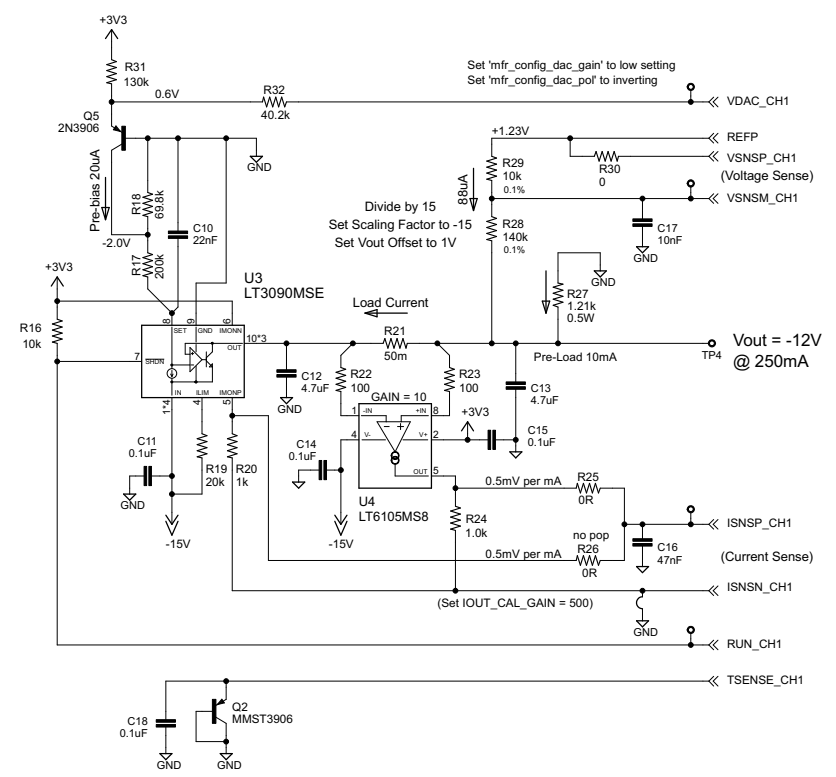 +3V3
R31
130k
0.6V
R32
40.2k
Set 'mfr_config_dac_gain' to low setting
Set 'mfr_config_dac_pol' to inverting
VDAC_CH1
Q5
2N3906
GND
+1.23V
REFP
R29
10k
0.1%
R30
0
VSNSP_CH1
(Voltage Sense)
VSNSM_CH1
Pre-bias 20uA
R18
69.8k
C10
22nF
88uA
Divide by 15
Set Scaling Factor to -15
Set Vout Offset to 1V
R28
140k
0.1%
C17
10nF
GND
-2.0V
R17
200k
+3V3
U3
LT3090MSE
GND
R27
1.21k
0.5W
Load Current
R16
10k
8
9
6
SET
GND
IMONN
OUT
10*3
R21
50m
Pre-Load 10mA
TP4
Vout = -12V
@ 250mA
7
SHDN
IN
ILIM
IMONP
1*4
4
5
C12
4.7uF
GND
R22
100
R23
100
C13
4.7uF
GAIN = 10
+3V3
1
-IN
+IN
8
4
V-
V+
2
OUT
5
C15
0.1uF
GND
C11
0.1uF
GND
R19
20k
R20
1k
C14
0.1uF
U4
LT6105MS8
-15V
-15V
0.5mV per mA
R25
0R
R24
1.0k
no pop
R26
0R
0.5mV per mA
ISNSP_CH1
C16
47nF
(Current Sense)
ISNSN_CH1
(Set IOUT_CAL_GAIN = 500)
GND
RUN_CH1
TSENSE_CH1
C18
0.1uF
Q2
MMST3906
GND
GND